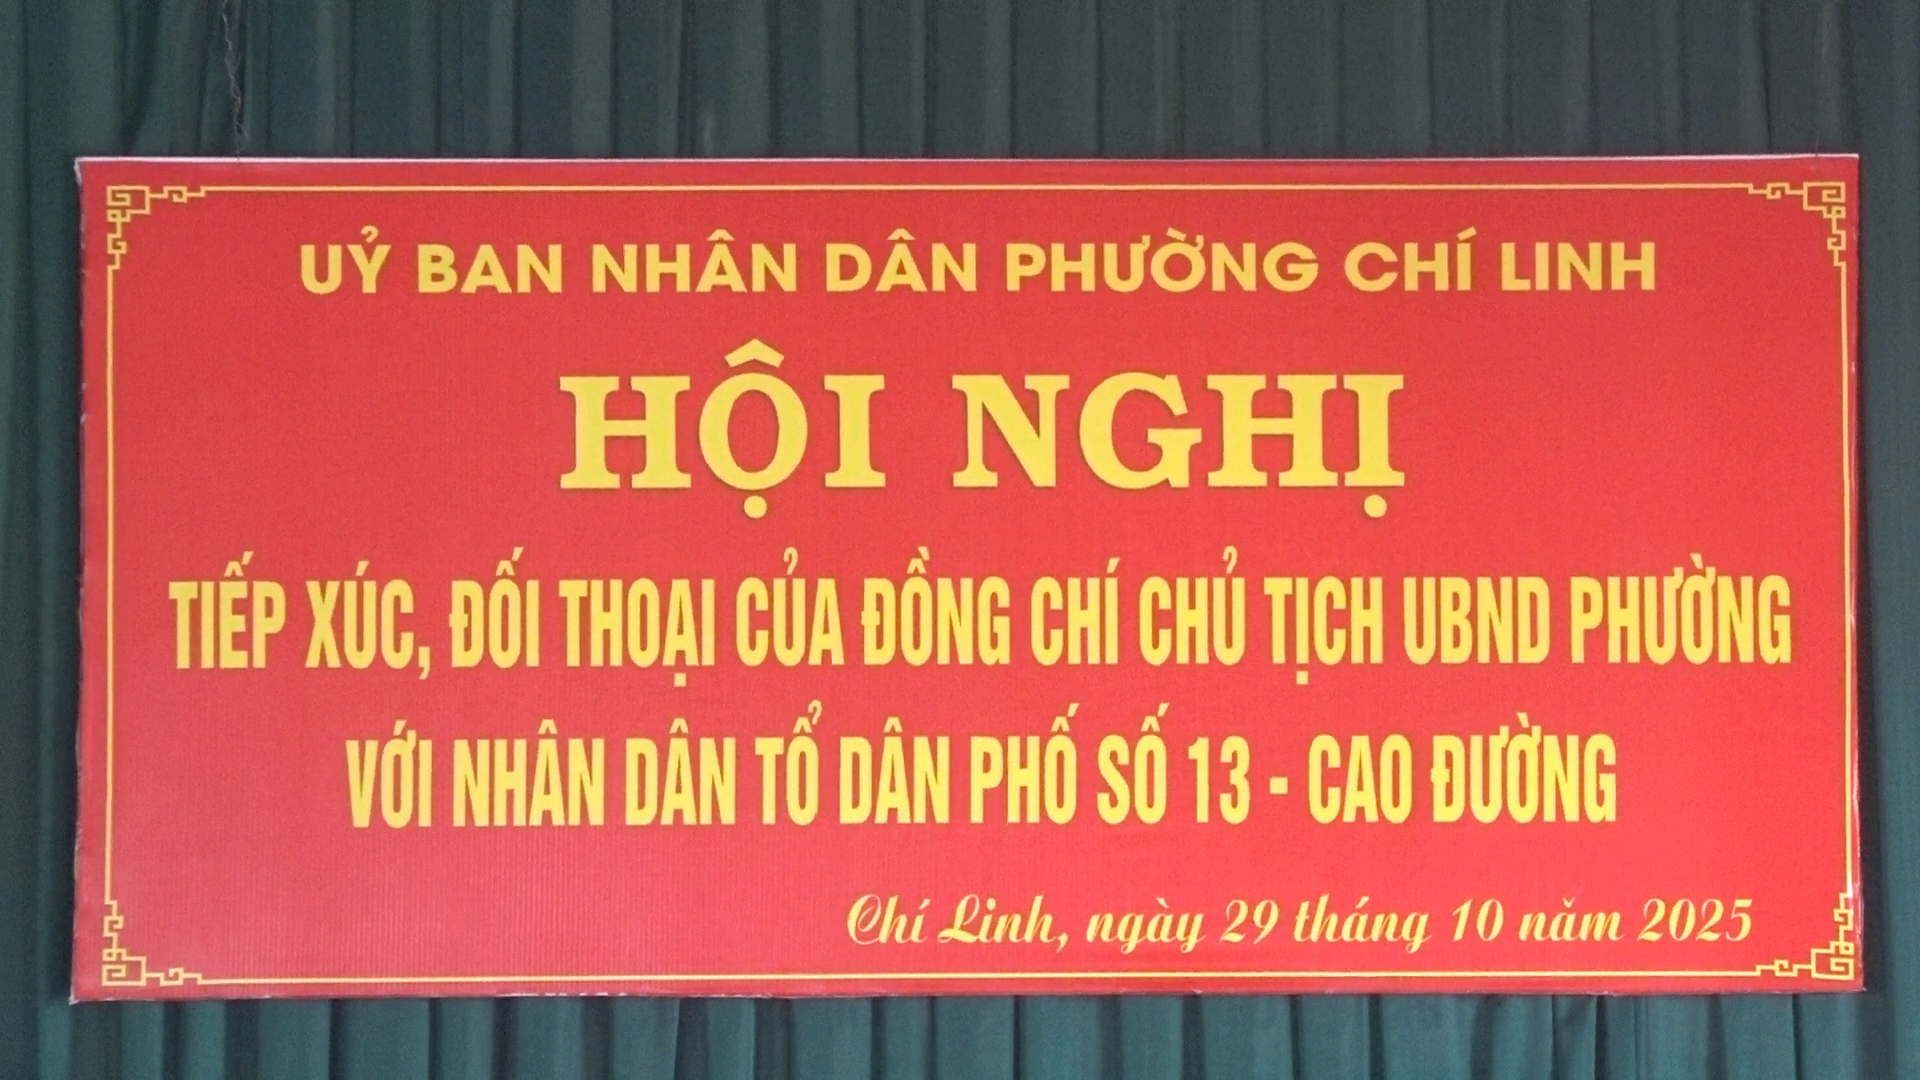 UỶ BAN NHÂN DÂN PHƯỜNG CHÍ LINH
HỘI NGHỊ
TIẾP XÚC, ĐỐI THOẠI CỦA ĐỒNG CHÍ CHỦ TỊCH UBND PHƯỜNG
VỚI NHÂN DÂN TỔ DÂN PHỐ SỐ 13 - CAO ĐƯỜNG
Chí Linh, ngày 29 tháng 10 năm 2025